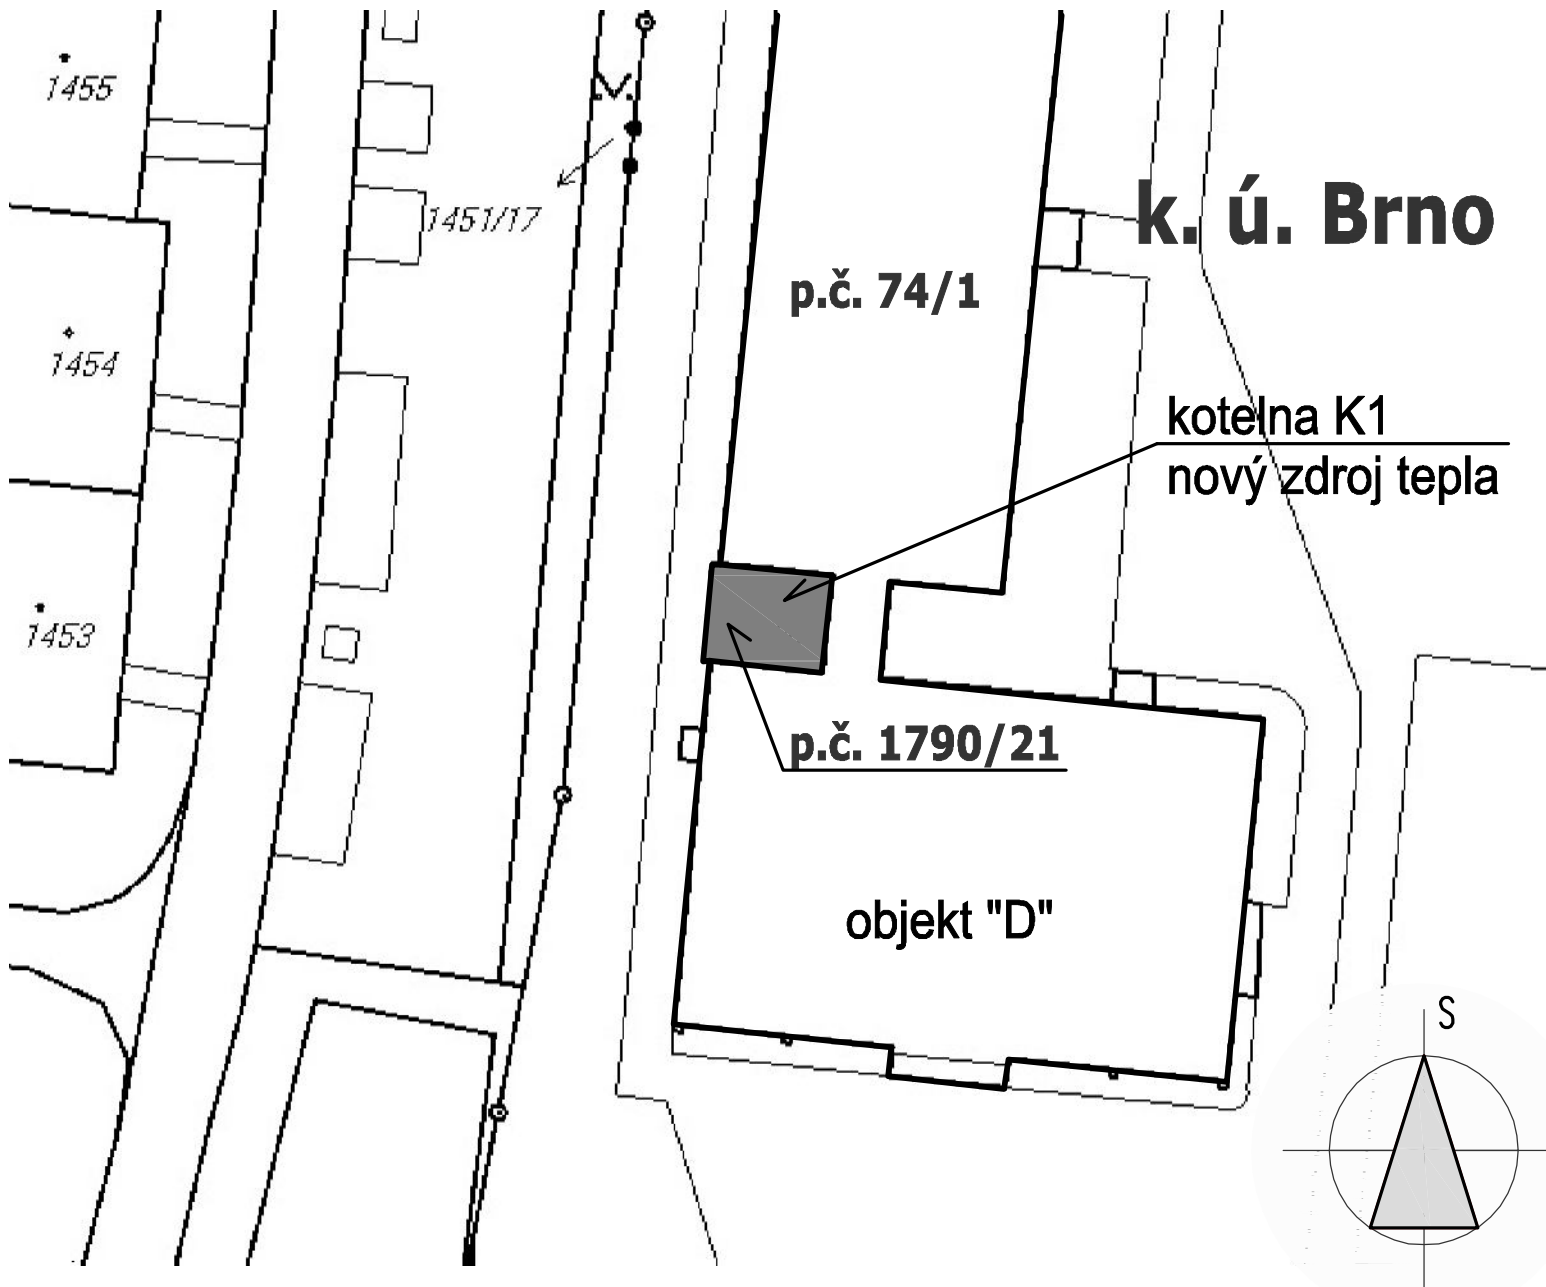 1455
k. ú. Brno
1451/17
p.č. 74/1
1454
kotelna K1
nový zdroj tepla
1453
p.č. 1790/21
objekt "D"
S